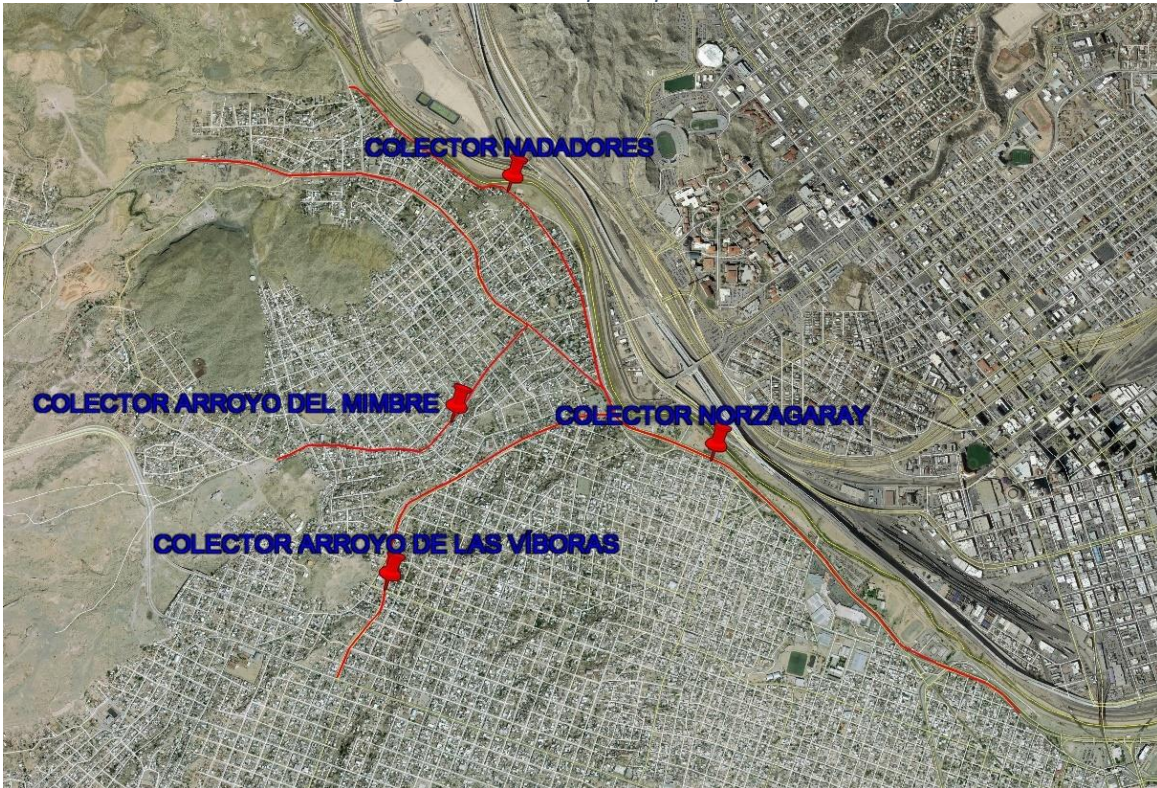 COLECTOR NADADORES
COLECTOR ARROYO DEL MIMBRE
COLECTOR NORZAGARAY
COLECTOR ARROYO DE LAS VÍBORAS